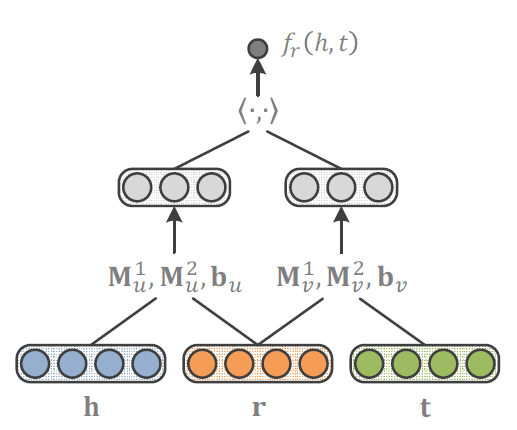 f_r(h, t)
⟨·,·⟩
M_u^1, M_u^2, b_u M_v^1, M_v^2, b_v
h r t